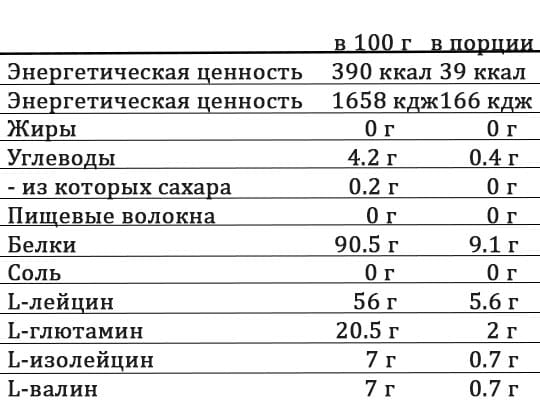 в 100 г в порции
Энергетическая ценность 390 ккал 39 ккал
Энергетическая ценность 1658 кдж 166 кдж
Жиры 0 г 0 г
Углеводы 4.2 г 0.4 г
- из которых сахара 0.2 г 0 г
Пищевые волокна 0 г 0 г
Белки 90.5 г 9.1 г
Соль 0 г 0 г
L-лейцин 56 г 5.6 г
L-глютамин 20.5 г 2 г
L-изолейцин 7 г 0.7 г
L-валин 7 г 0.7 г